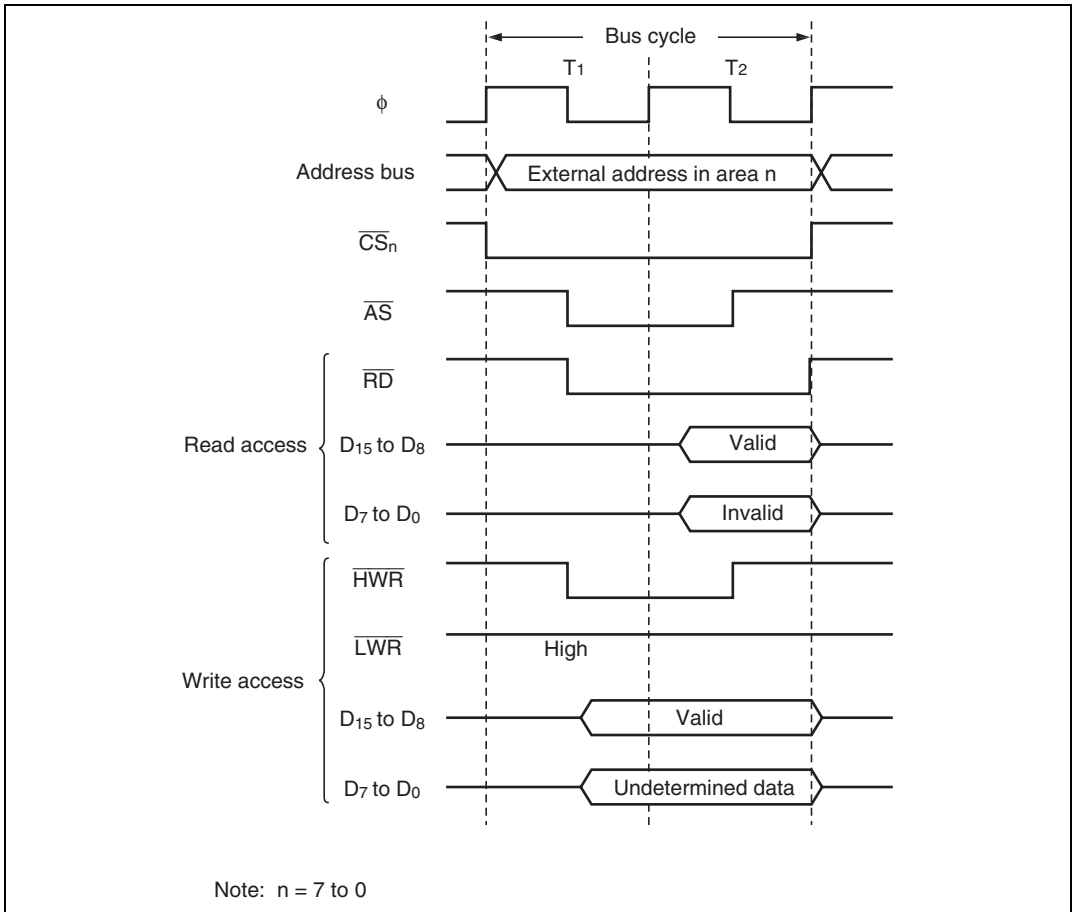 Bus cycle
T1 T2
ϕ
Address bus External address in area n
CSn
AS
Read access
RD
D15 to D8 Valid
D7 to D0 Invalid
Write access
HWR
LWR High
D15 to D8 Valid
D7 to D0 Undetermined data
Note: n = 7 to 0